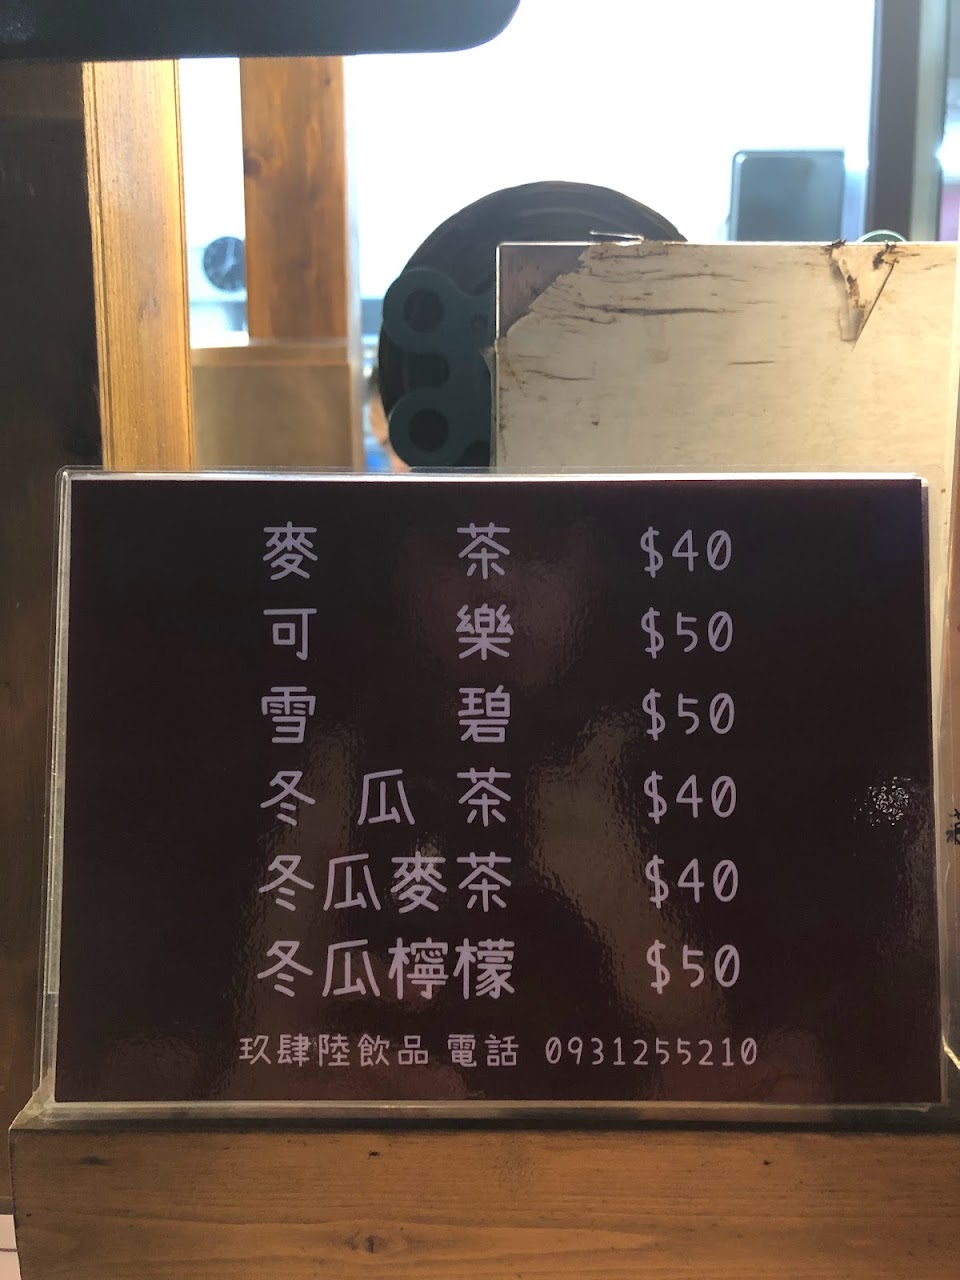 麥茶 $40
可樂 $50
雪碧 $50
冬瓜茶 $40
冬瓜麥茶 $40
冬瓜檸檬 $50
玖肆陸飲品 電話 0931255210